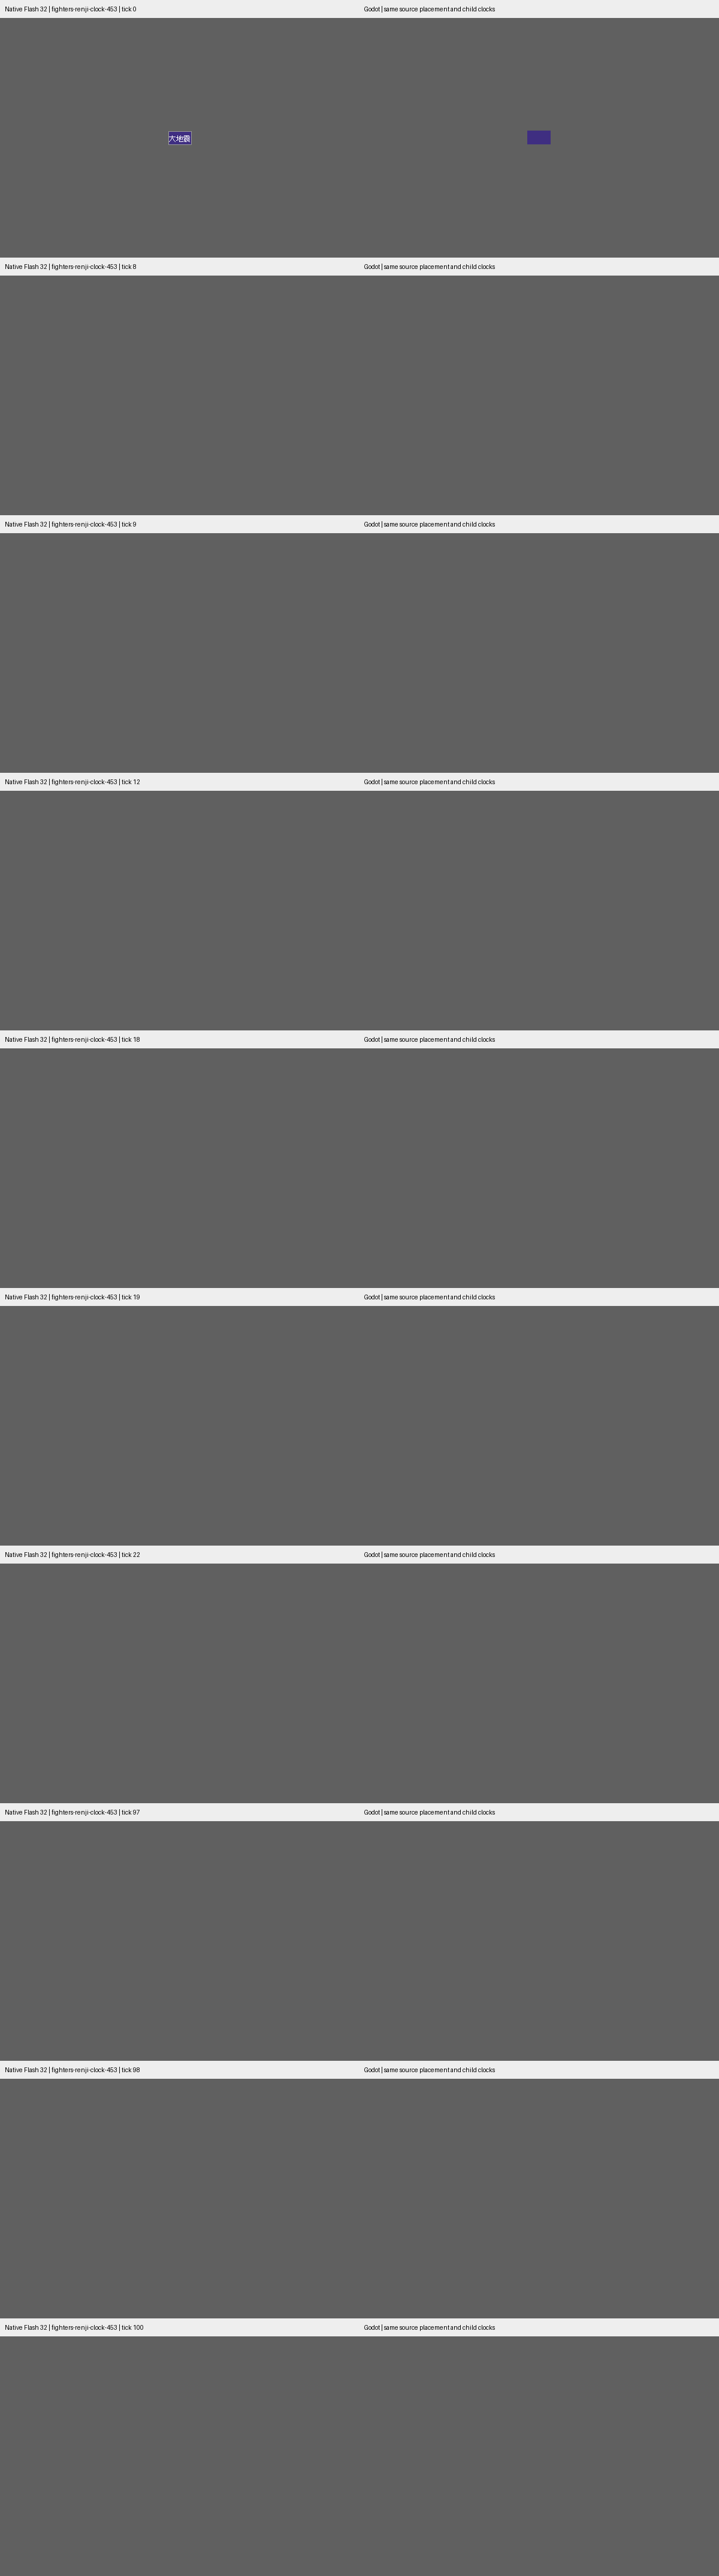 Native Flash 32 | fighters-renji-clock-453 | tick 0
Godot | same source placement and child clocks
大地震
Native Flash 32 | fighters-renji-clock-453 | tick 8
Godot | same source placement and child clocks
Native Flash 32 | fighters-renji-clock-453 | tick 9
Godot | same source placement and child clocks
Native Flash 32 | fighters-renji-clock-453 | tick 12
Godot | same source placement and child clocks
Native Flash 32 | fighters-renji-clock-453 | tick 18
Godot | same source placement and child clocks
Native Flash 32 | fighters-renji-clock-453 | tick 19
Godot | same source placement and child clocks
Native Flash 32 | fighters-renji-clock-453 | tick 22
Godot | same source placement and child clocks
Native Flash 32 | fighters-renji-clock-453 | tick 97
Godot | same source placement and child clocks
Native Flash 32 | fighters-renji-clock-453 | tick 98
Godot | same source placement and child clocks
Native Flash 32 | fighters-renji-clock-453 | tick 100
Godot | same source placement and child clocks